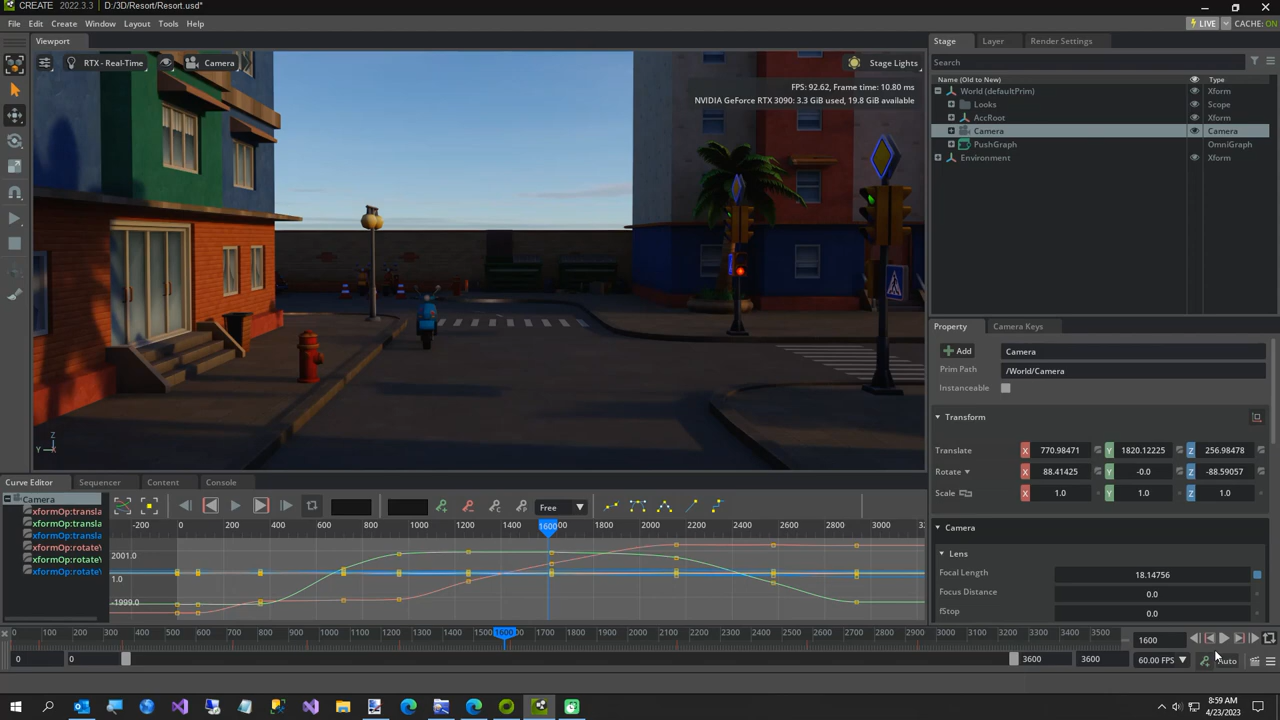 CREATE 2022.3.3 D:/3D/Resort/Resort.usd*
File Edit Create Window Layout Tools Help
LIVE CACHE: ON
Viewport
RTX - Real-Time Camera Stage Lights
FPS: 92.62, Frame time: 10.80 ms
NVIDIA GeForce RTX 3090: 3.3 GiB used, 19.8 GiB available
Z
Y X
Stage Layer Render Settings
Search
Name (Old to New) Type
World (defaultPrim) Xform
Looks Scope
AccRoot Xform
Camera Camera
PushGraph OmniGraph
Environment Xform
Property Camera Keys
Add Camera
Prim Path /World/Camera
Instanceable
Transform
Translate X 770.98471 Y 1820.12225 Z 256.98478
Rotate X 88.41425 Y -0.0 Z -88.59057
Scale X 1.0 Y 1.0 Z 1.0
Camera
Lens
Focal Length 18.14756
Focus Distance 0.0
fStop 0.0
Curve Editor Sequencer Content Console
Camera
xformOp:transla
xformOp:transla
xformOp:transla
xformOp:rotate
xformOp:rotate
xformOp:rotate
Free
-200 0 200 400 600 800 1000 1200 1400 1600 1800 2000 2200 2400 2600 2800 3000 32
2001.0
1.0
-1999.0
0 100 200 300 400 500 600 700 800 900 1000 1100 1200 1300 1400 1500 1600 1700 1800 1900 2000 2100 2200 2300 2400 2500 2600 2700 2800 2900 3000 3100 3200 3300 3400 3500
1600
0 0 3600 3600 60.00 FPS Auto
8:59 AM
4/23/2023